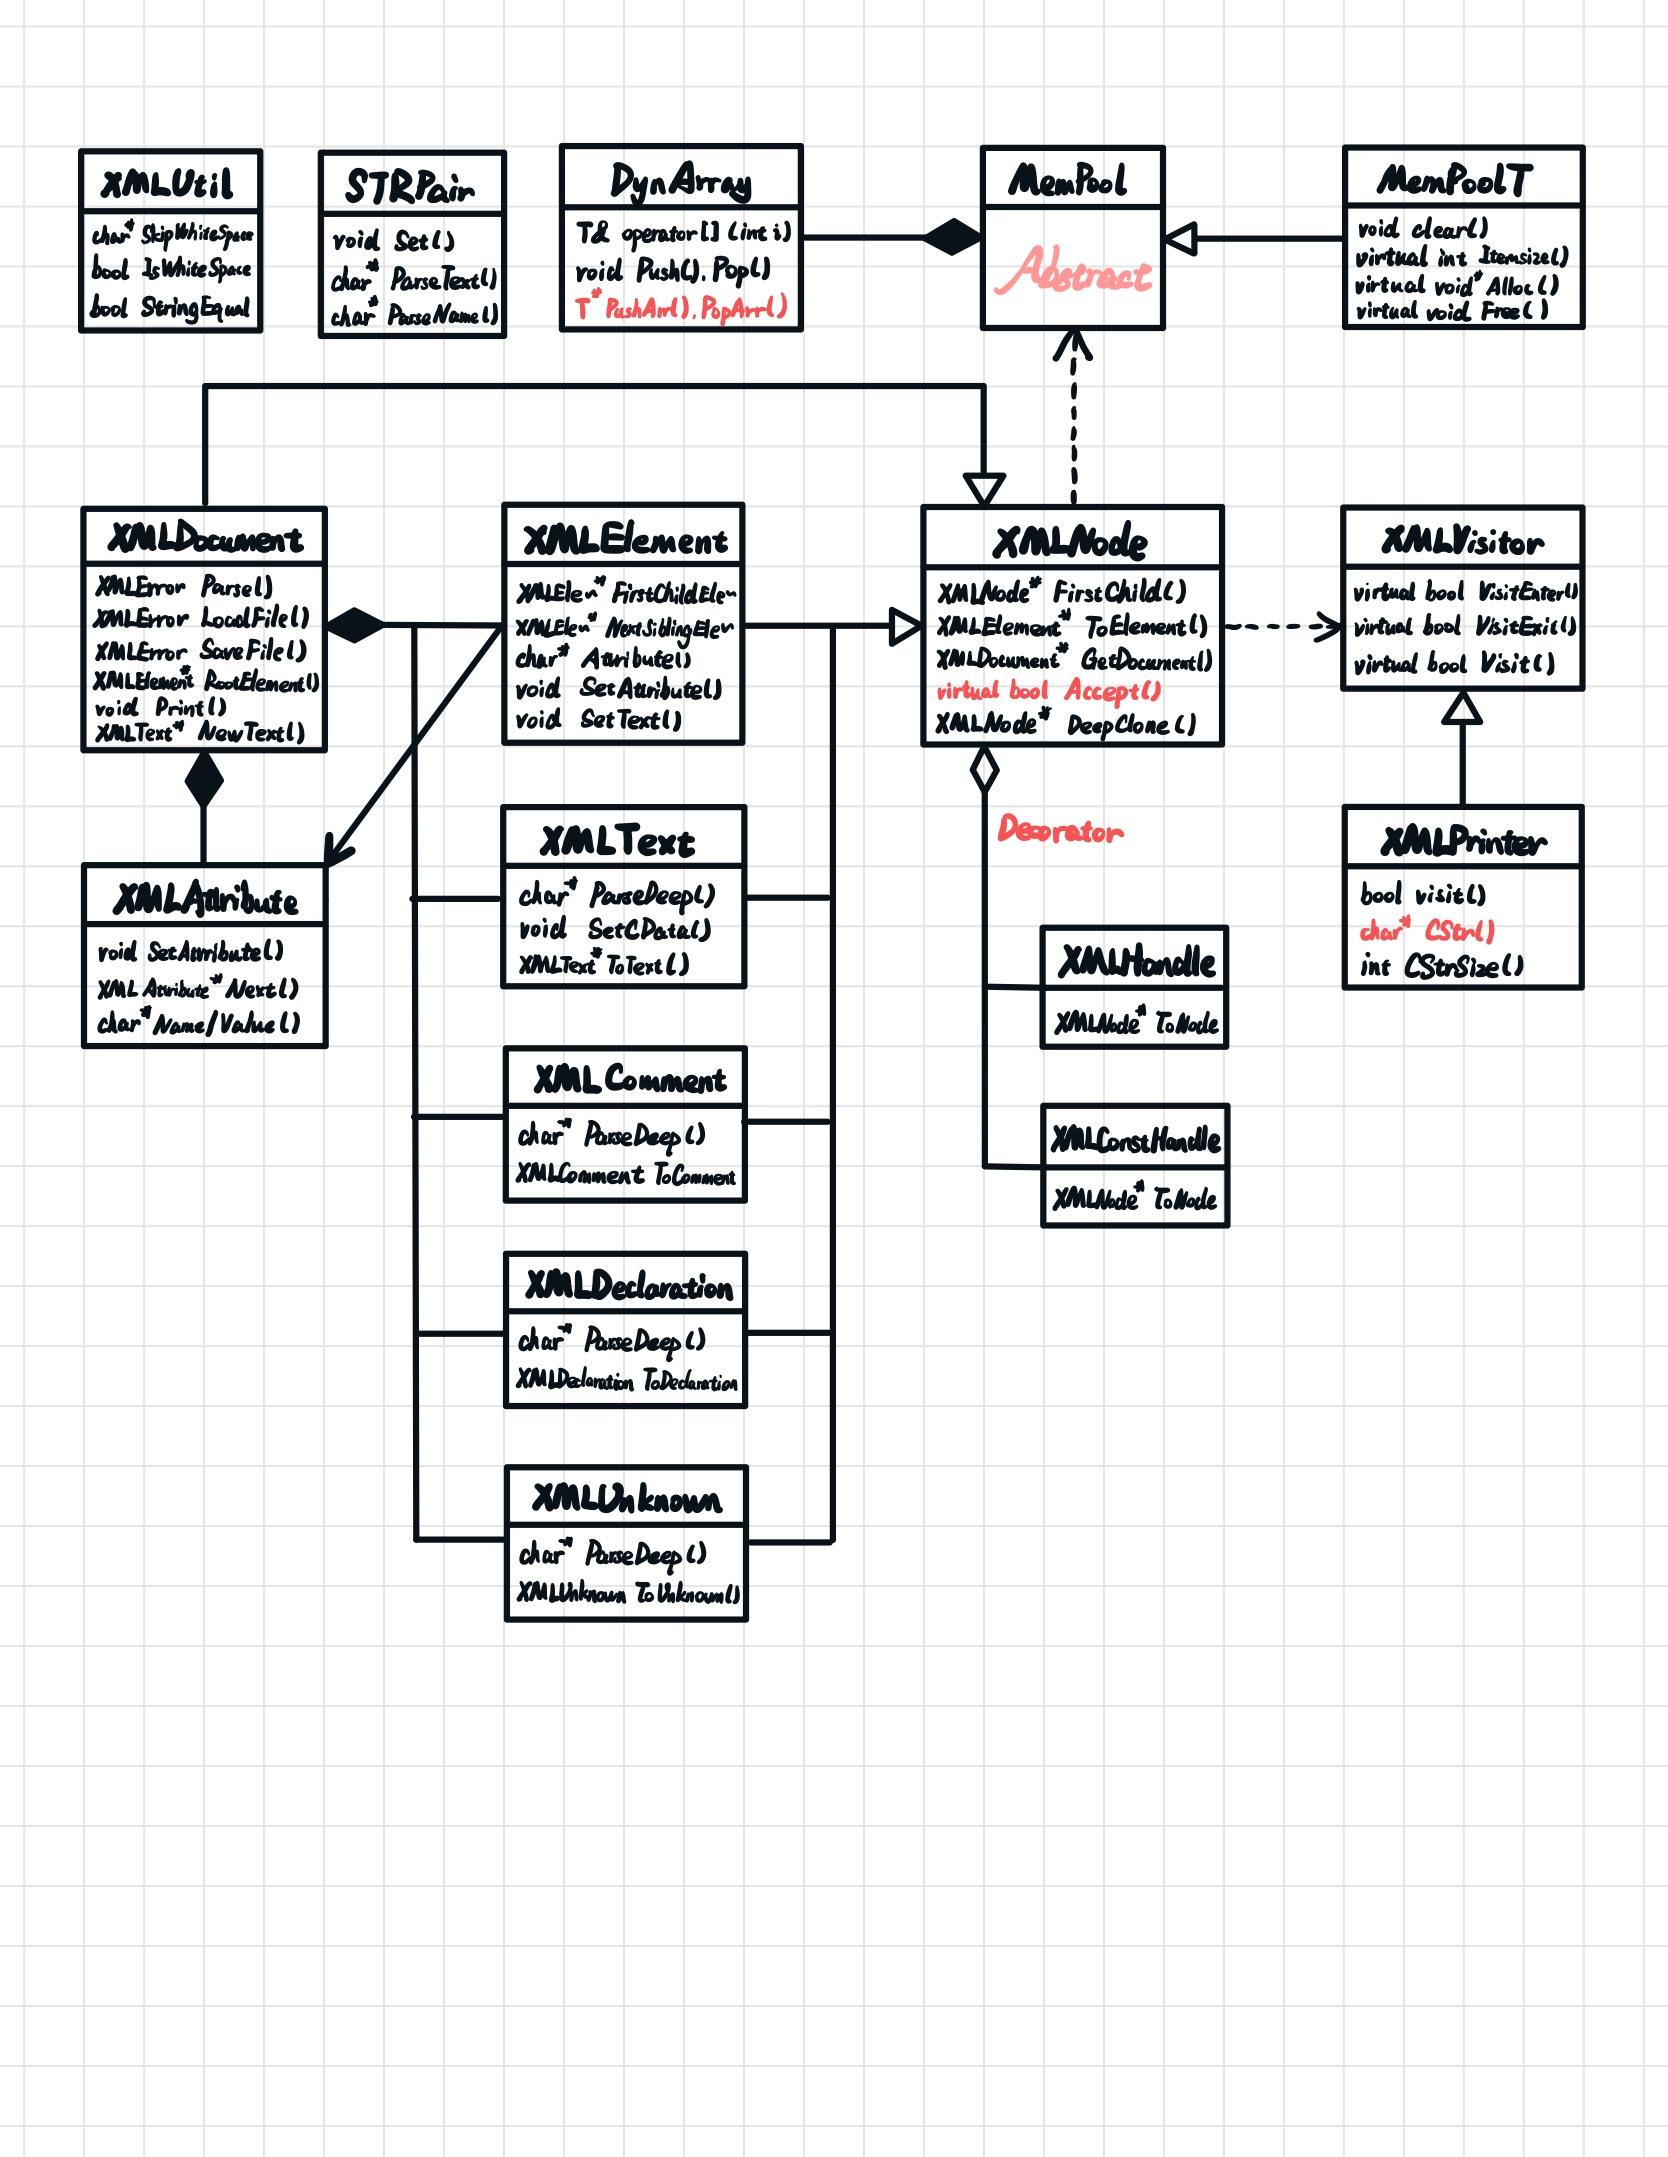 XMLUtil
char* SkipWhiteSpace
bool IsWhiteSpace
bool StringEqual
STRPair
void Set()
char* ParseText()
char* ParseName()
DynArray
T& operator[] (int i)
void Push(), Pop()
T* PushArr(), PopArr()
MemPool
Abstract
MemPoolT
void clear()
virtual int Itemsize()
virtual void* Alloc()
virtual void Free()
XMLDocument
XMLError Parse()
XMLError LoadFile()
XMLError SaveFile()
XMLElement* RootElement()
void Print()
XMLText* NewText()
XMLElement
XMLElem* FirstChildElem
XMLElem* NextSiblingElem
char* Attribute()
void SetAttribute()
void SetText()
XMLNode
XMLNode* FirstChild()
XMLElement* ToElement()
XMLDocument* GetDocument()
virtual bool Accept()
XMLNode* DeepClone()
XMLVisitor
virtual bool VisitEnter()
virtual bool VisitExit()
virtual bool Visit()
XMLAttribute
void SetAttribute()
XMLAttribute* Next()
char* Name/Value()
XMLText
char* ParseDeep()
void SetCData()
XMLText* ToText()
Decorator
XMLPrinter
bool visit()
char* CStr()
int CStrSize()
XMLHandle
XMLNode* ToNode
XMLComment
char* ParseDeep()
XMLComment ToComment
XMLConstHandle
XMLNode* ToNode
XMLDeclaration
char* ParseDeep()
XMLDeclaration ToDeclaration
XMLUnknown
char* ParseDeep()
XMLUnknown ToUnknown()